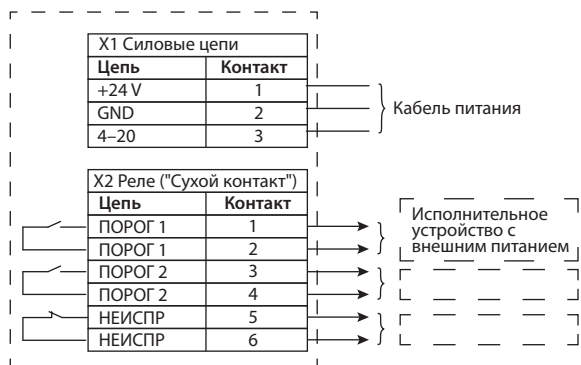 X1 Силовые цепи
Цепь Контакт
+24 V 1
GND 2
4–20 3
Кабель питания
X2 Реле ("Сухой контакт")
Цепь Контакт
ПОРОГ 1 1
ПОРОГ 1 2
ПОРОГ 2 3
ПОРОГ 2 4
НЕИСПР 5
НЕИСПР 6
Исполнительное
устройство с
внешним питанием